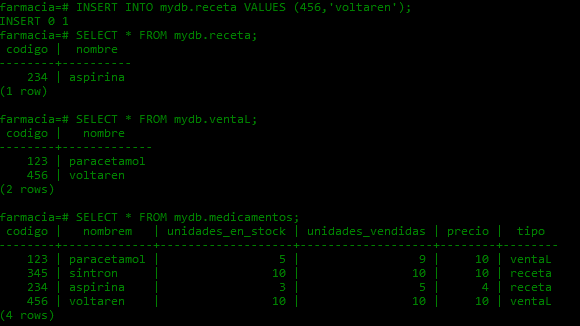 farmacia=# INSERT INTO mydb.receta VALUES (456,'voltaren');
INSERT 0 1
farmacia=# SELECT * FROM mydb.receta;
 codigo |  nombre
--------+----------
    234 | aspirina
(1 row)
farmacia=# SELECT * FROM mydb.ventaL;
 codigo |   nombre
--------+-------------
    123 | paracetamol
    456 | voltaren
(2 rows)
farmacia=# SELECT * FROM mydb.medicamentos;
 codigo |   nombrem   | unidades_en_stock | unidades_vendidas | precio |  tipo
--------+-------------+-------------------+-------------------+--------+--------
    123 | paracetamol |                 5 |                 9 |     10 | ventaL
    345 | sintron     |                10 |                10 |     10 | receta
    234 | aspirina    |                 3 |                 5 |      4 | receta
    456 | voltaren    |                10 |                10 |     10 | ventaL
(4 rows)